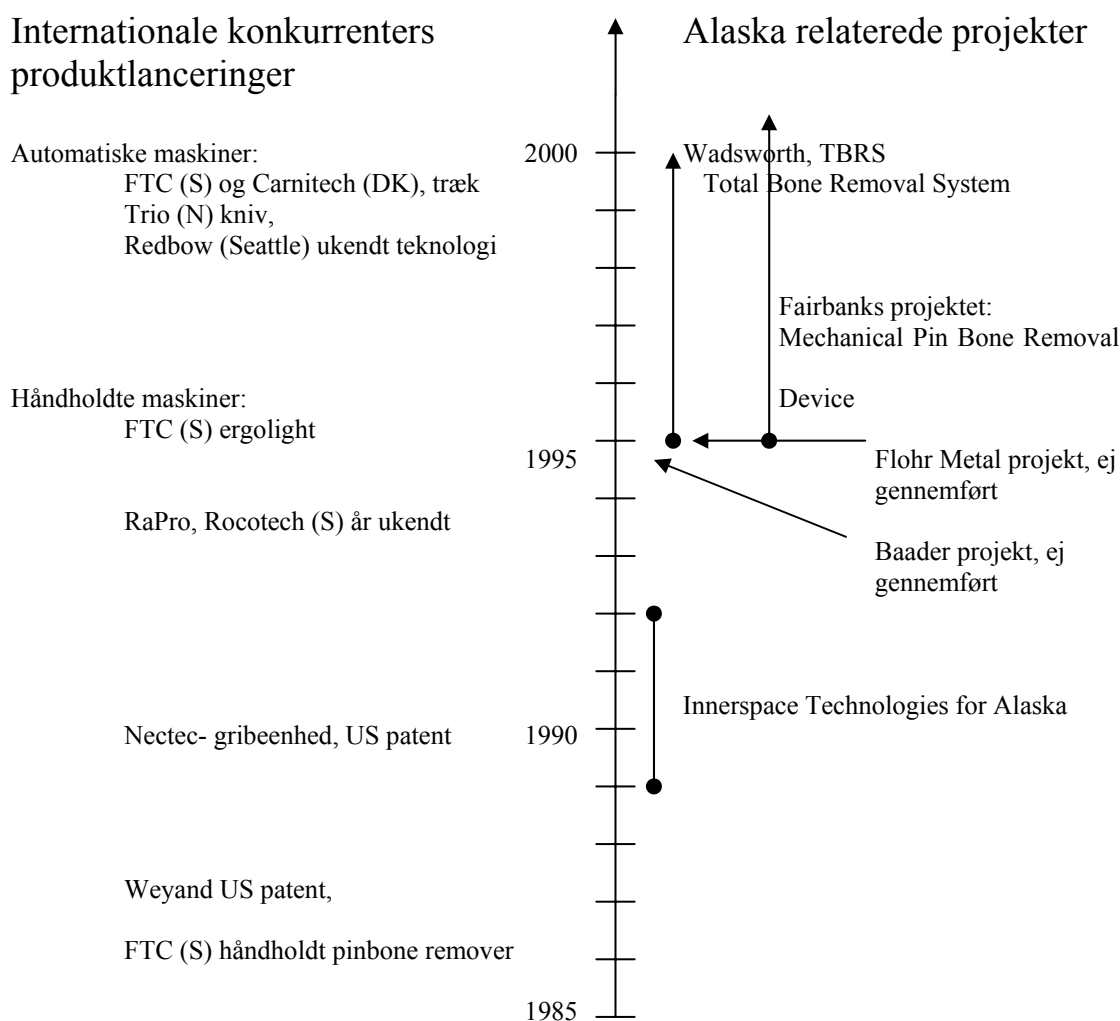 Internationale konkurrenters
produktlanceringer
Alaska relaterede projekter
Automatiske maskiner:
FTC (S) og Carnitech (DK), træk
Trio (N) kniv,
Redbow (Seattle) ukendt teknologi
2000
Wadsworth, TBRS
Total Bone Removal System
Fairbanks projektet:
Mechanical Pin Bone Removal
Device
Håndholdte maskiner:
FTC (S) ergolight
1995
Flohr Metal projekt, ej
gennemført
RaPro, Rocotech (S) år ukendt
Baader projekt, ej
gennemført
Innerspace Technologies for Alaska
Nectec- gribeenhed, US patent
1990
Weyand US patent,
FTC (S) håndholdt pinbone remover
1985